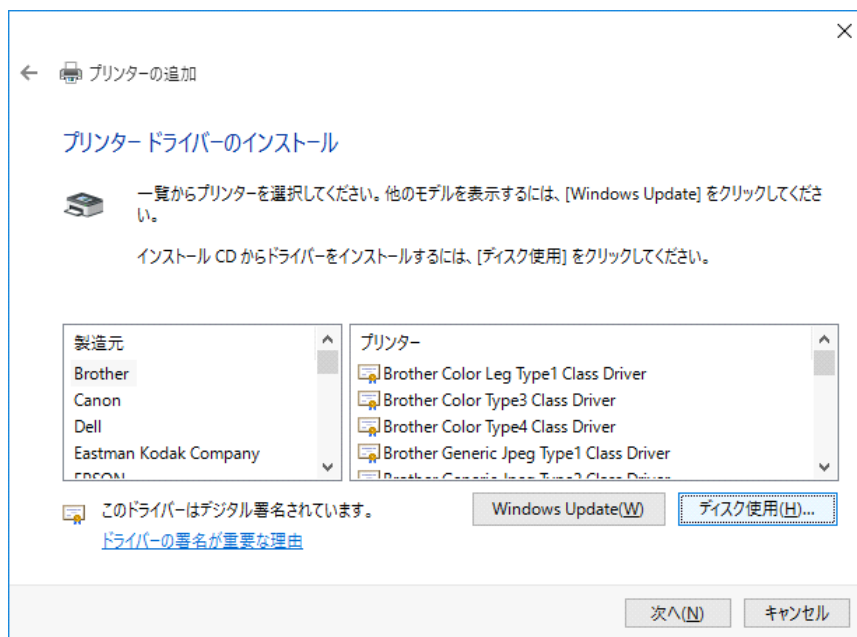 プリンターの追加
プリンター ドライバーのインストール
一覧からプリンターを選択してください。他のモデルを表示するには、[Windows Update] をクリックしてくださ
い。
インストール CD からドライバーをインストールするには、[ディスク使用] をクリックしてください。
製造元
Brother
Canon
Dell
Eastman Kodak Company
EPSON
プリンター
Brother Color Leg Type1 Class Driver
Brother Color Type3 Class Driver
Brother Color Type4 Class Driver
Brother Generic Jpeg Type1 Class Driver
Brother Generic Jpeg Type2 Class Driver
このドライバーはデジタル署名されています。
ドライバーの署名が重要な理由
Windows Update(W)
ディスク使用(H)...
次へ(N)
キャンセル